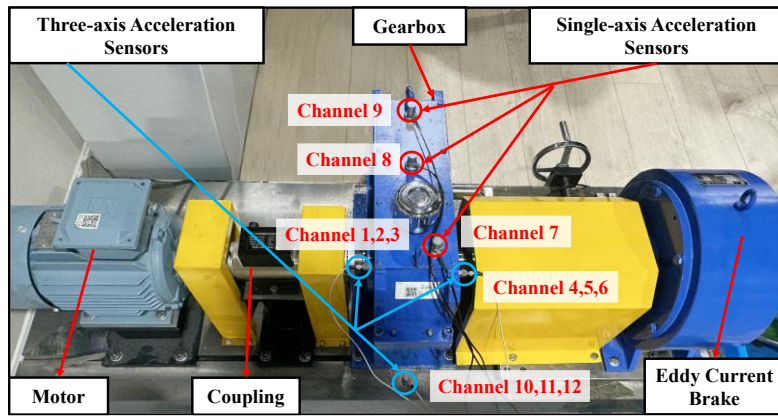 Three-axis Acceleration
Sensors
Gearbox
Single-axis Acceleration
Sensors
Channel 9
Channel 8
Channel 1,2,3
Channel 7
Channel 4,5,6
Channel 10,11,12
Motor
Coupling
Eddy Current
Brake